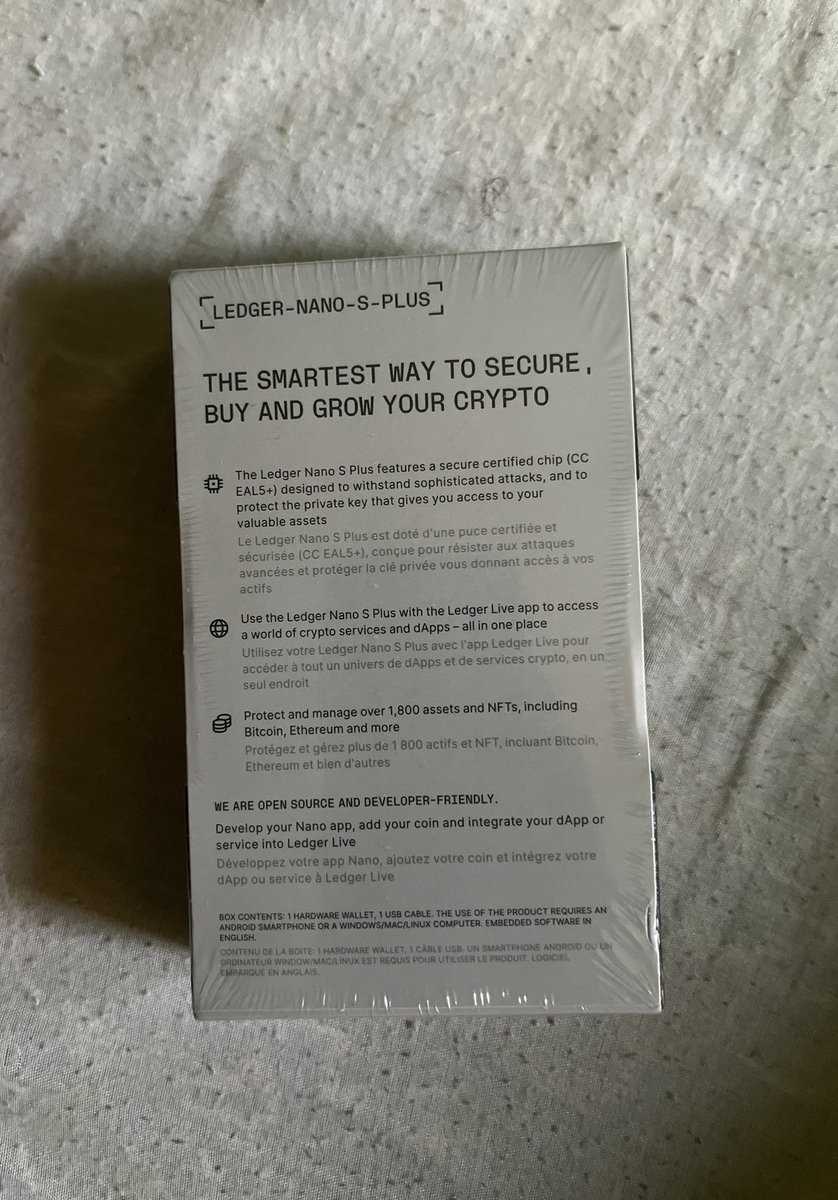 LEDGER-NANO-S-PLUS
THE SMARTEST WAY TO SECURE,
BUY AND GROW YOUR CRYPTO
The Ledger Nano S Plus features a secure certified chip (CC
EAL5+) designed to withstand sophisticated attacks, and to
protect the private key that gives you access to your
valuable assets
Le Ledger Nano S Plus est doté d'une puce certifiée et
sécurisée (CC EAL5+), conçue pour résister aux attaques
avancées et protéger la clé privée vous donnant accès à vos
actifs
Use the Ledger Nano S Plus with the Ledger Live app to access
a world of crypto services and dApps – all in one place
Utilisez votre Ledger Nano S Plus avec l'app Ledger Live pour
accéder à tout un univers de dApps et de services crypto, en un
seul endroit
Protect and manage over 1,800 assets and NFTs, including
Bitcoin, Ethereum and more
Protégez et gérez plus de 1 800 actifs et NFT, incluant Bitcoin,
Ethereum et bien d'autres
WE ARE OPEN SOURCE AND DEVELOPER-FRIENDLY.
Develop your Nano app, add your coin and integrate your dApp or
service into Ledger Live
Développez votre app Nano, ajoutez votre coin et intégrez votre
dApp ou service à Ledger Live
BOX CONTENTS: 1 HARDWARE WALLET, 1 USB CABLE. THE USE OF THE PRODUCT REQUIRES AN
ANDROID SMARTPHONE OR A WINDOWS/MAC/LINUX COMPUTER. EMBEDDED SOFTWARE IN
ENGLISH.
CONTENU DE LA BOITE: 1 HARDWARE WALLET, 1 CÂBLE USB. UN SMARTPHONE ANDROID OU UN
ORDINATEUR WINDOW/MAC/LINUX EST REQUIS POUR UTILISER LE PRODUIT. LOGICIEL
EMBARQUÉ EN ANGLAIS.